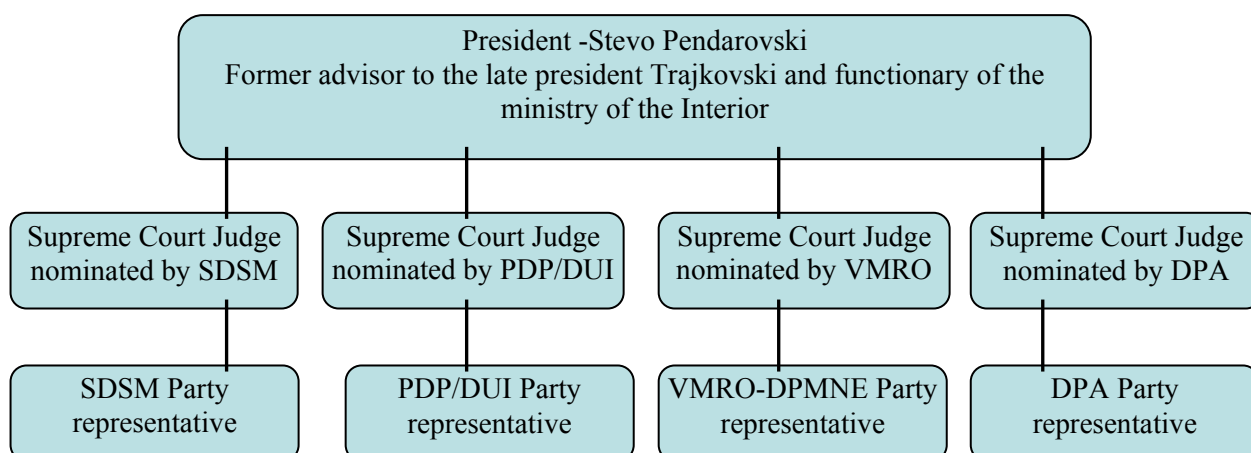 President -Stevo Pendarovski
Former advisor to the late president Trajkovski and functionary of the
ministry of the Interior
Supreme Court Judge
nominated by SDSM
Supreme Court Judge
nominated by PDP/DUI
Supreme Court Judge
nominated by VMRO
Supreme Court Judge
nominated by DPA
SDSM Party
representative
PDP/DUI Party
representative
VMRO-DPMNE Party
representative
DPA Party
representative